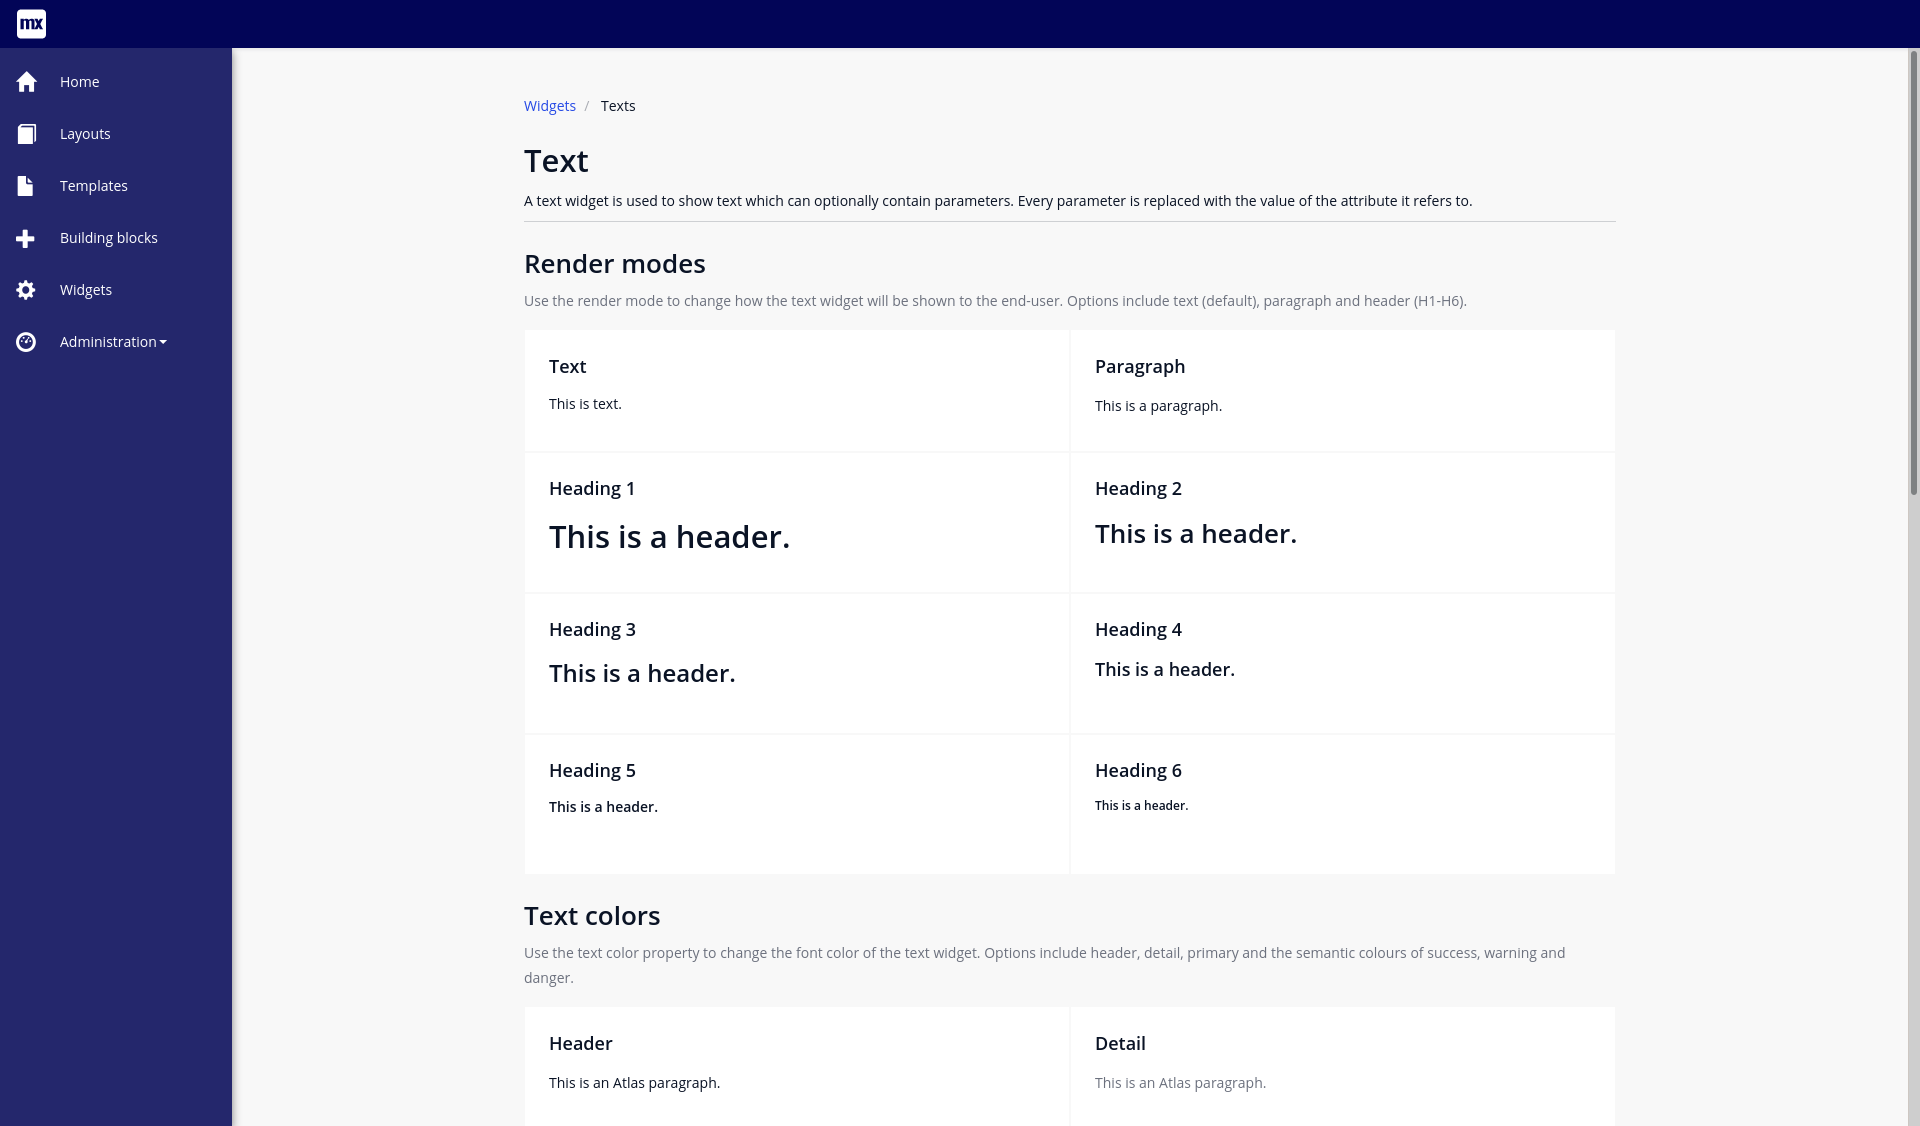 mx
Home
Layouts
Templates
Building blocks
Widgets
Administration
Widgets / Texts
Text
A text widget is used to show text which can optionally contain parameters. Every parameter is replaced with the value of the attribute it refers to.
Render modes
Use the render mode to change how the text widget will be shown to the end-user. Options include text (default), paragraph and header (H1-H6).
Text
This is text.
Paragraph
This is a paragraph.
Heading 1
This is a header.
Heading 2
This is a header.
Heading 3
This is a header.
Heading 4
This is a header.
Heading 5
This is a header.
Heading 6
This is a header.
Text colors
Use the text color property to change the font color of the text widget. Options include header, detail, primary and the semantic colours of success, warning and
danger.
Header
This is an Atlas paragraph.
Detail
This is an Atlas paragraph.